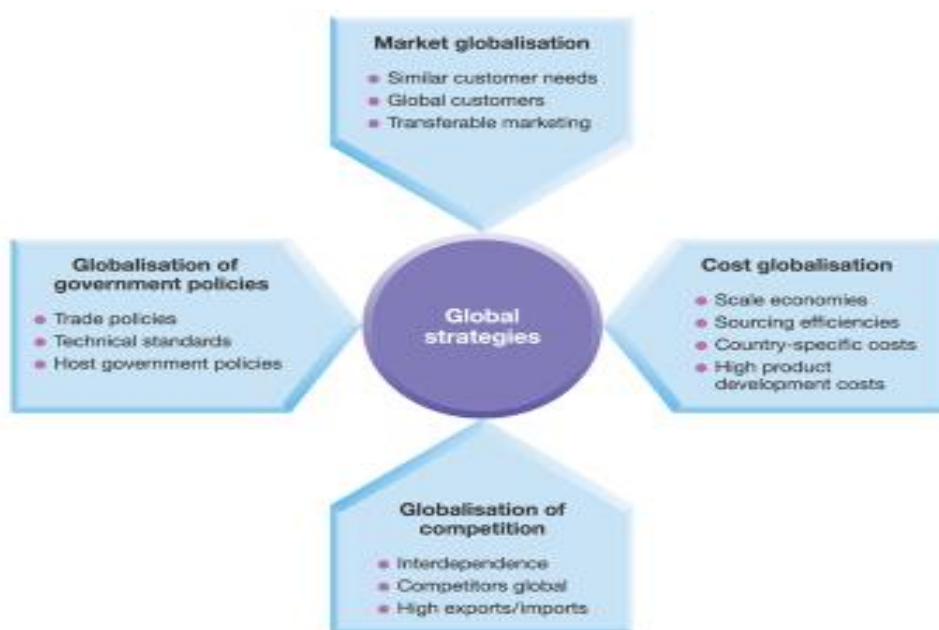 Market globalisation
Similar customer needs
Global customers
Transferable marketing
Globalisation of
government policies
Trade policies
Technical standards
Host government policies
Global
strategies
Cost globalisation
Scale economies
Sourcing efficiencies
Country-specific costs
High product
development costs
Globalisation of
competition
Interdependence
Competitors global
High exports/imports